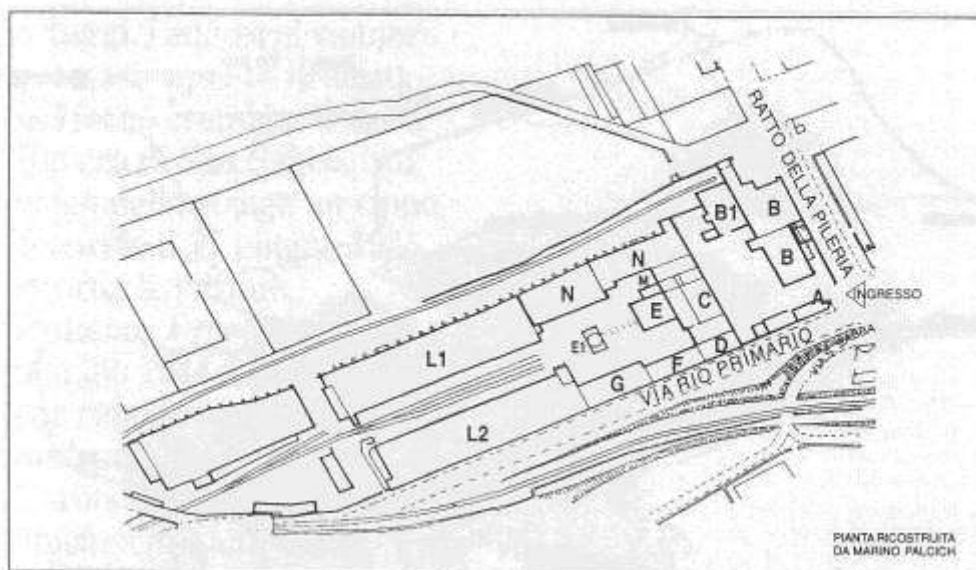 RATTO DELLA PILERIA
B1
B
B
N
M
N
C
A
INGRESSO
E
E1
D
F
VIA RIO PRIMARIO
G
L1
L2
PIANTA RICOSTRUITA
DA MARINO PALCICH